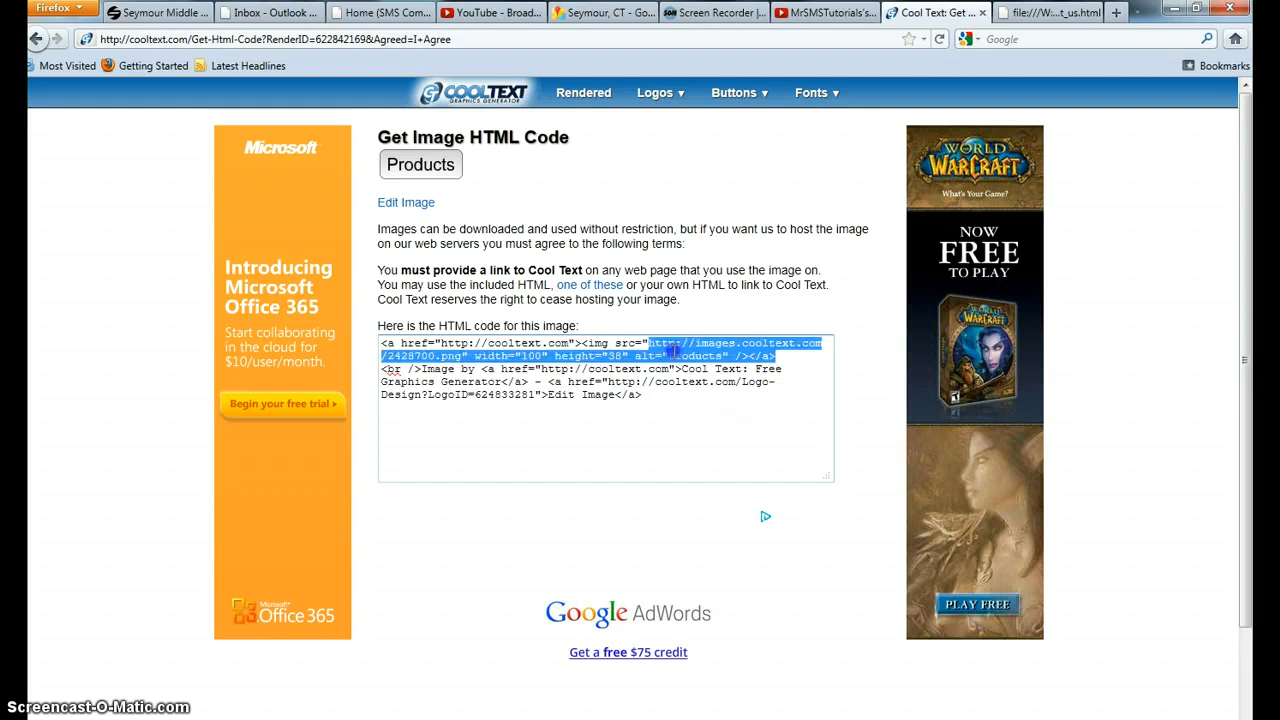 Firefox
Seymour Middle ...
Inbox - Outlook ...
Home (SMS Com...
YouTube - Broad...
Seymour, CT - Go...
Screen Recorder |...
MrSMSTutorials's...
Cool Text: Get ...
file:///W:...t_us.html
http://cooltext.com/Get-Html-Code?RenderID=622842169&Agreed=I+Agree
Google
Most Visited
Getting Started
Latest Headlines
Bookmarks
COOLTEXT
GRAPHICS GENERATOR
Rendered
Logos
Buttons
Fonts
Microsoft
Introducing
Microsoft
Office 365
Start collaborating
in the cloud for
$10/user/month.
Begin your free trial
Microsoft
Office 365
Get Image HTML Code
Products
Edit Image
Images can be downloaded and used without restriction, but if you want us to host the image
on our web servers you must agree to the following terms:
You must provide a link to Cool Text on any web page that you use the image on.
You may use the included HTML, one of these or your own HTML to link to Cool Text.
Cool Text reserves the right to cease hosting your image.
Here is the HTML code for this image:
<a href="http://cooltext.com"><img src="http://images.cooltext.com
/2428700.png" width="100" height="38" alt="Products" /></a>
<br />Image by <a href="http://cooltext.com">Cool Text: Free
Graphics Generator</a> - <a href="http://cooltext.com/Logo-
Design?LogoID=624833281">Edit Image</a>
Google AdWords
Get a free $75 credit
WORLD
OF
WARCRAFT
What's Your Game?
NOW
FREE
TO PLAY
PLAY FREE
Screencast-O-Matic.com